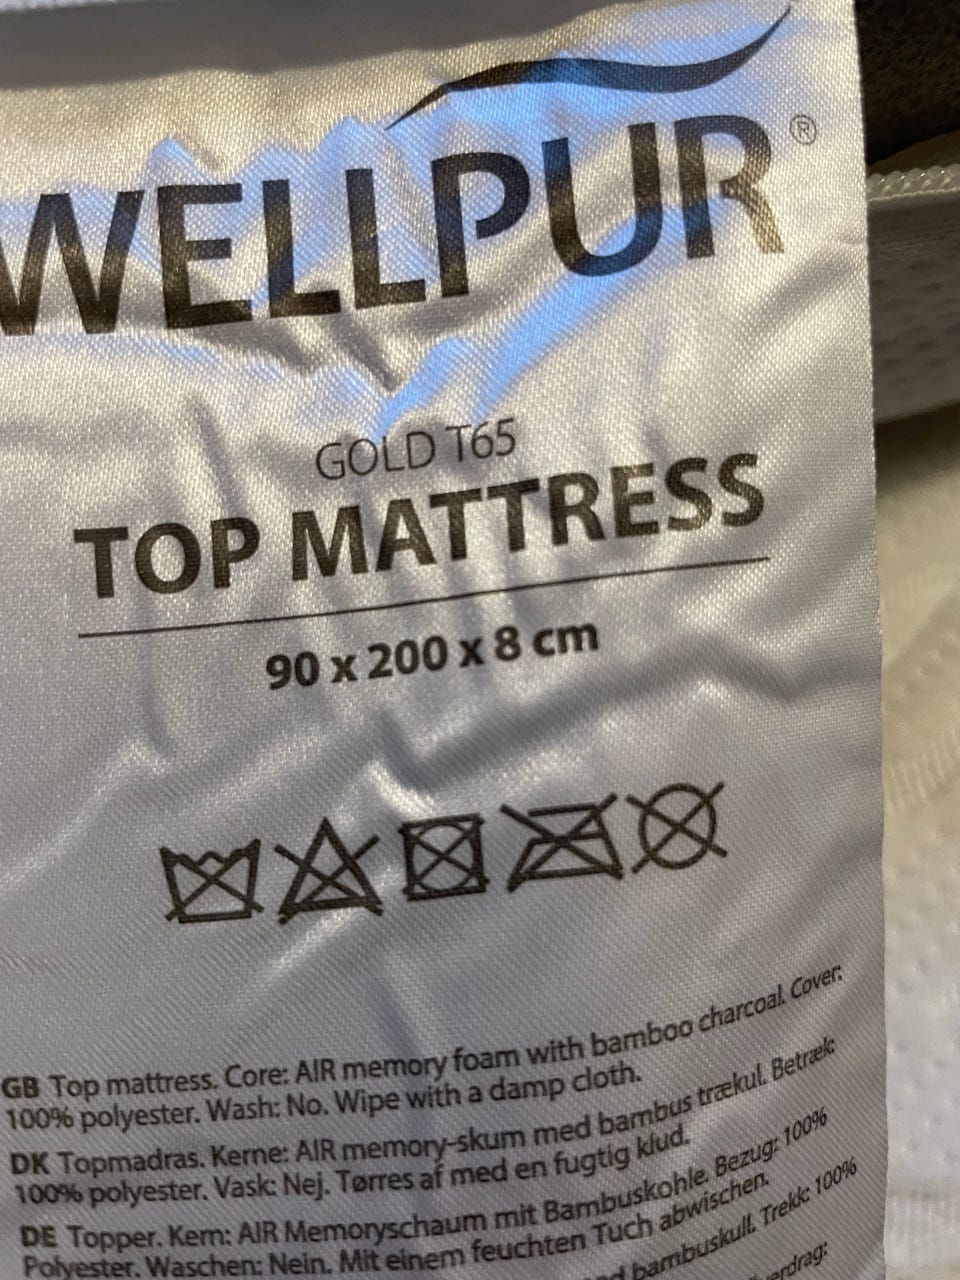 WELLPUR®
GOLD T65
TOP MATTRESS
90 x 200 x 8 cm
GB Top mattress. Core: AIR memory foam with bamboo charcoal. Cover:
100% polyester. Wash: No. Wipe with a damp cloth.
DK Topmadras. Kerne: AIR memory-skum med bambus trækul. Betræk:
100% polyester. Vask: Nej. Tørres af med en fugtig klud.
DE Topper. Kern: AIR Memoryschaum mit Bambuskohle. Bezug: 100%
Polyester. Waschen: Nein. Mit einem feuchten Tuch abwischen.
bambuskull. Trekk: 100%